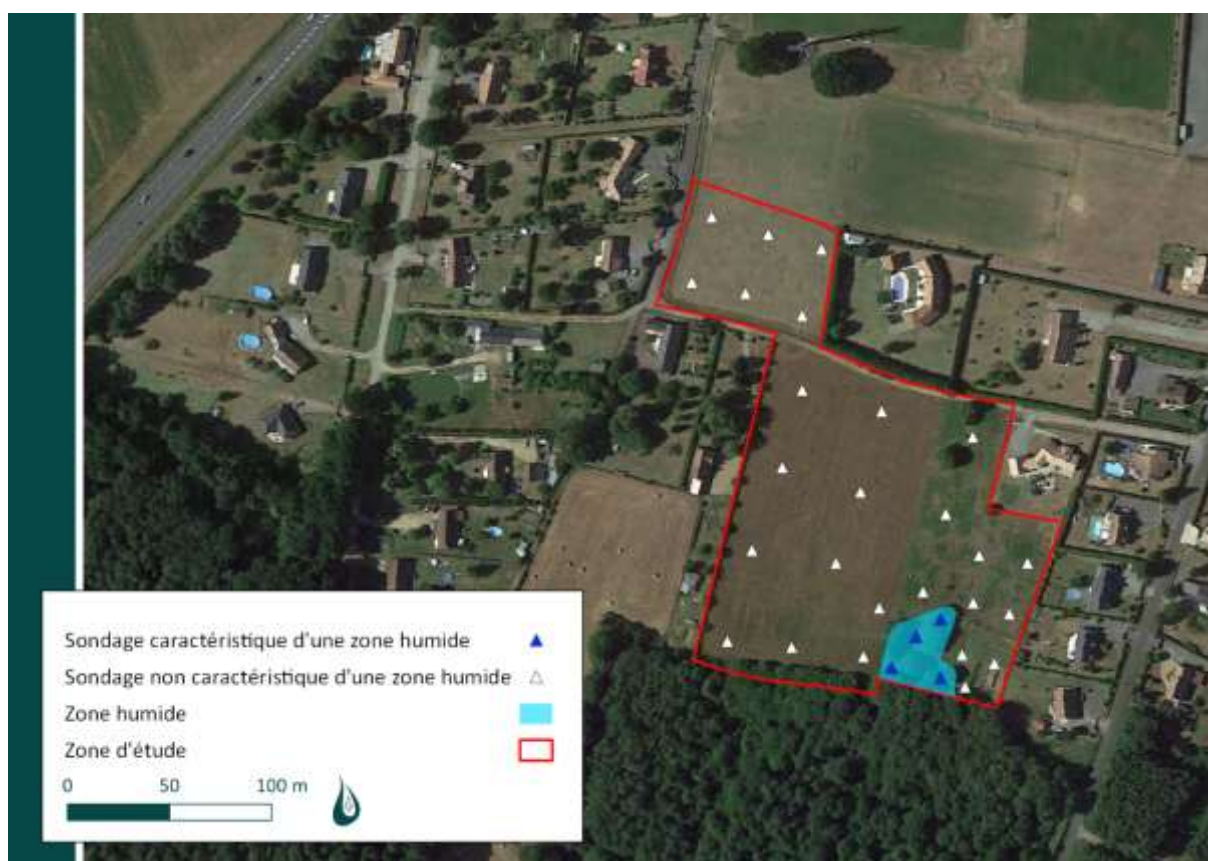 Sondage caractéristique d'une zone humide
Sondage non caractéristique d'une zone humide
Zone humide
Zone d'étude
0 50 100 m